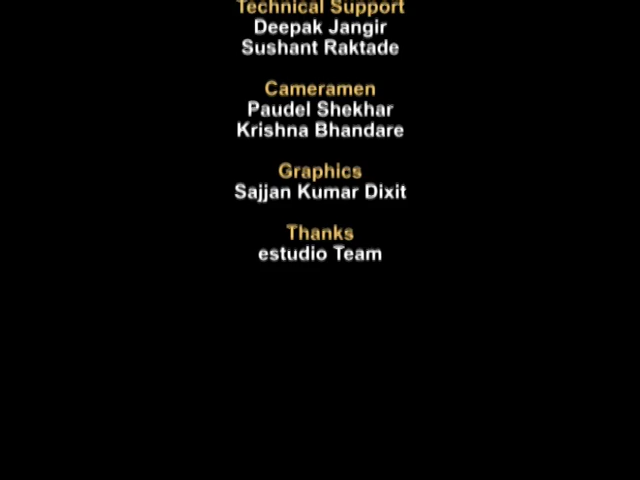 Technical Support
Deepak Jangir
Sushant Raktade
Cameramen
Paudel Shekhar
Krishna Bhandare
Graphics
Sajjan Kumar Dixit
Thanks
estudio Team